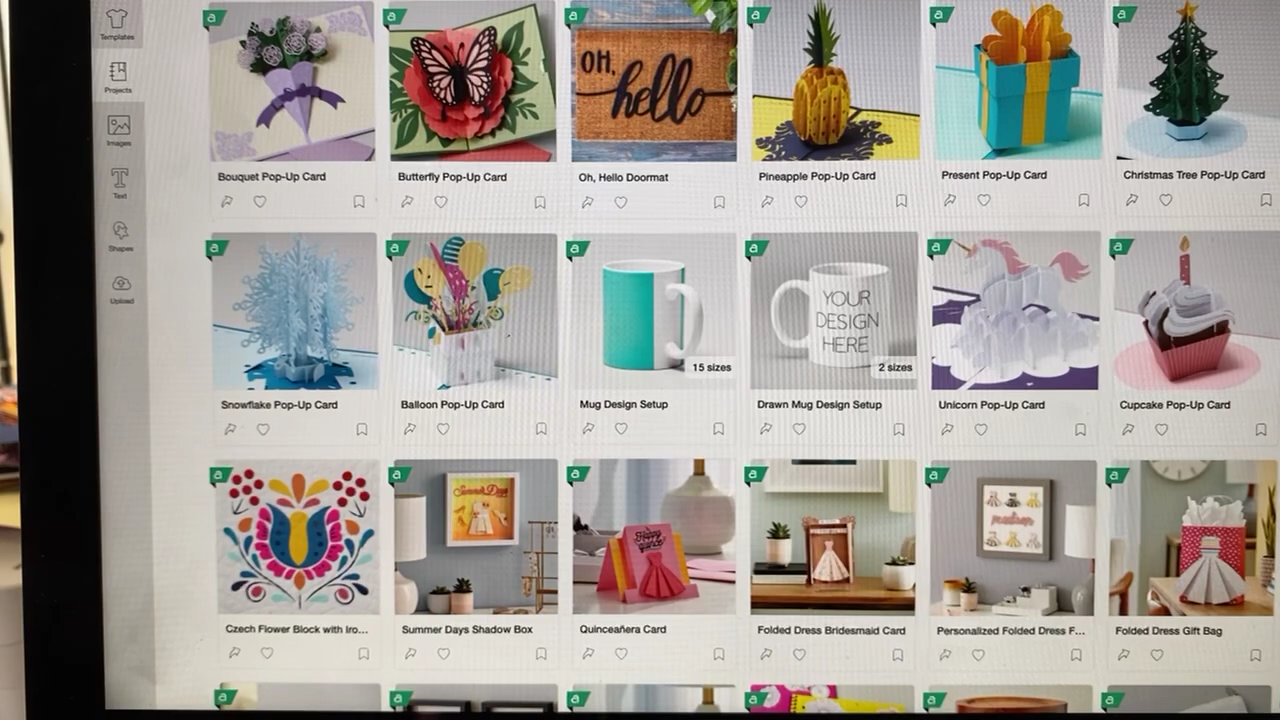 Templates
Projects
Images
Text
Shapes
Upload
a a a a a a
OH,
hello
Bouquet Pop-Up Card
Butterfly Pop-Up Card
Oh, Hello Doormat
Pineapple Pop-Up Card
Present Pop-Up Card
Christmas Tree Pop-Up Card
a a a a a a
15 sizes
YOUR
DESIGN
HERE
2 sizes
Snowflake Pop-Up Card
Balloon Pop-Up Card
Mug Design Setup
Drawn Mug Design Setup
Unicorn Pop-Up Card
Cupcake Pop-Up Card
a a a a a a
Summer Days
Czech Flower Block with Iro...
Summer Days Shadow Box
Quinceañera Card
Folded Dress Bridesmaid Card
Personalized Folded Dress F...
Folded Dress Gift Bag
a a a a a a